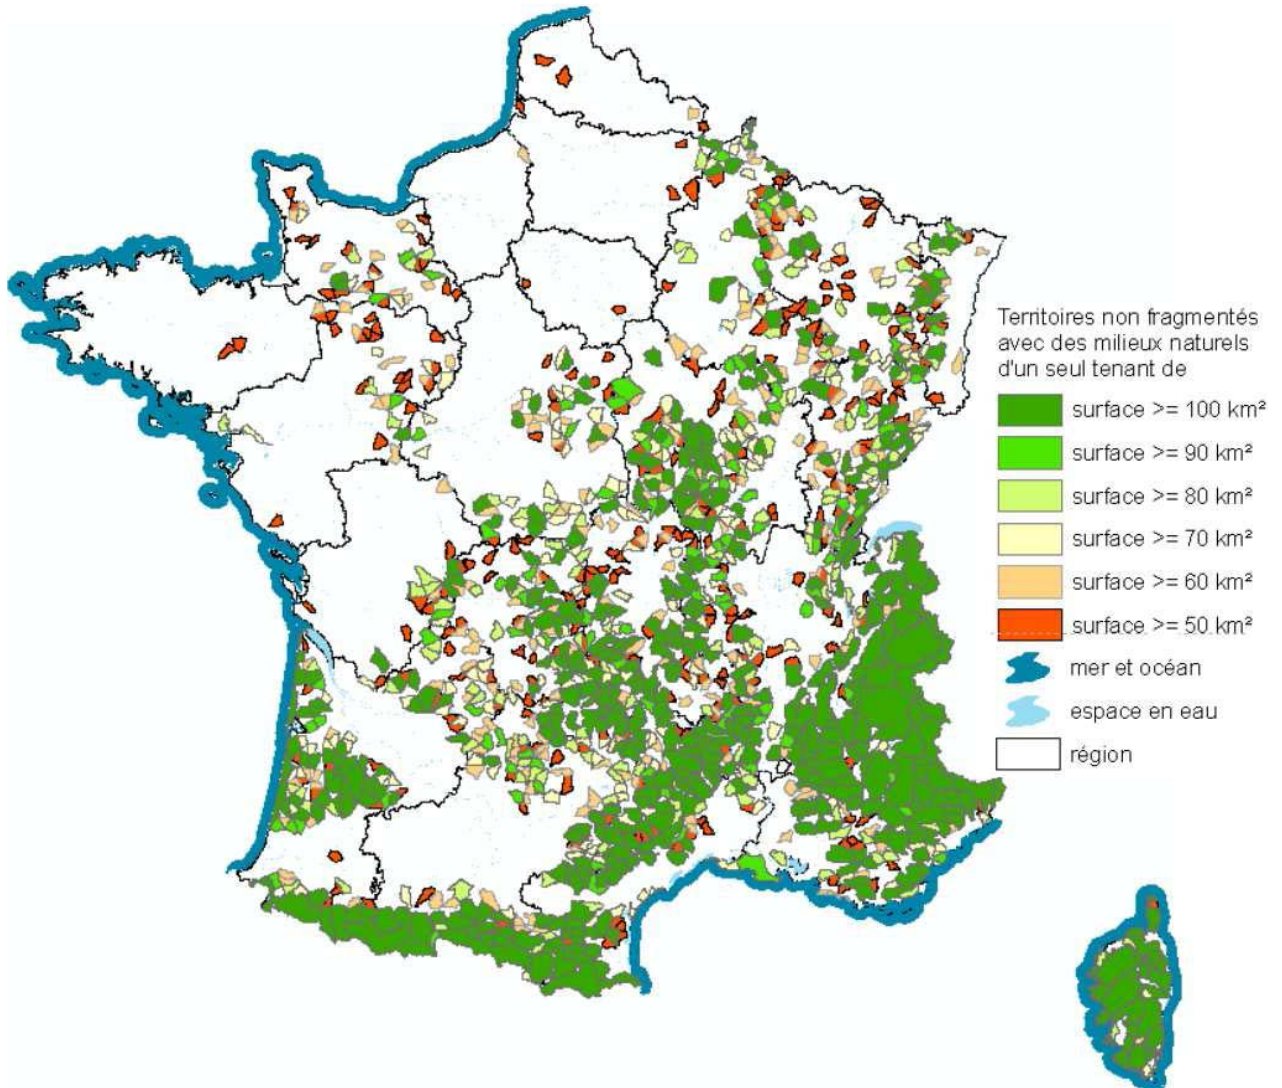 Territoires non fragmentés
avec des milieux naturels
d'un seul tenant de
surface >= 100 km²
surface >= 90 km²
surface >= 80 km²
surface >= 70 km²
surface >= 60 km²
surface >= 50 km²
mer et océan
espace en eau
région